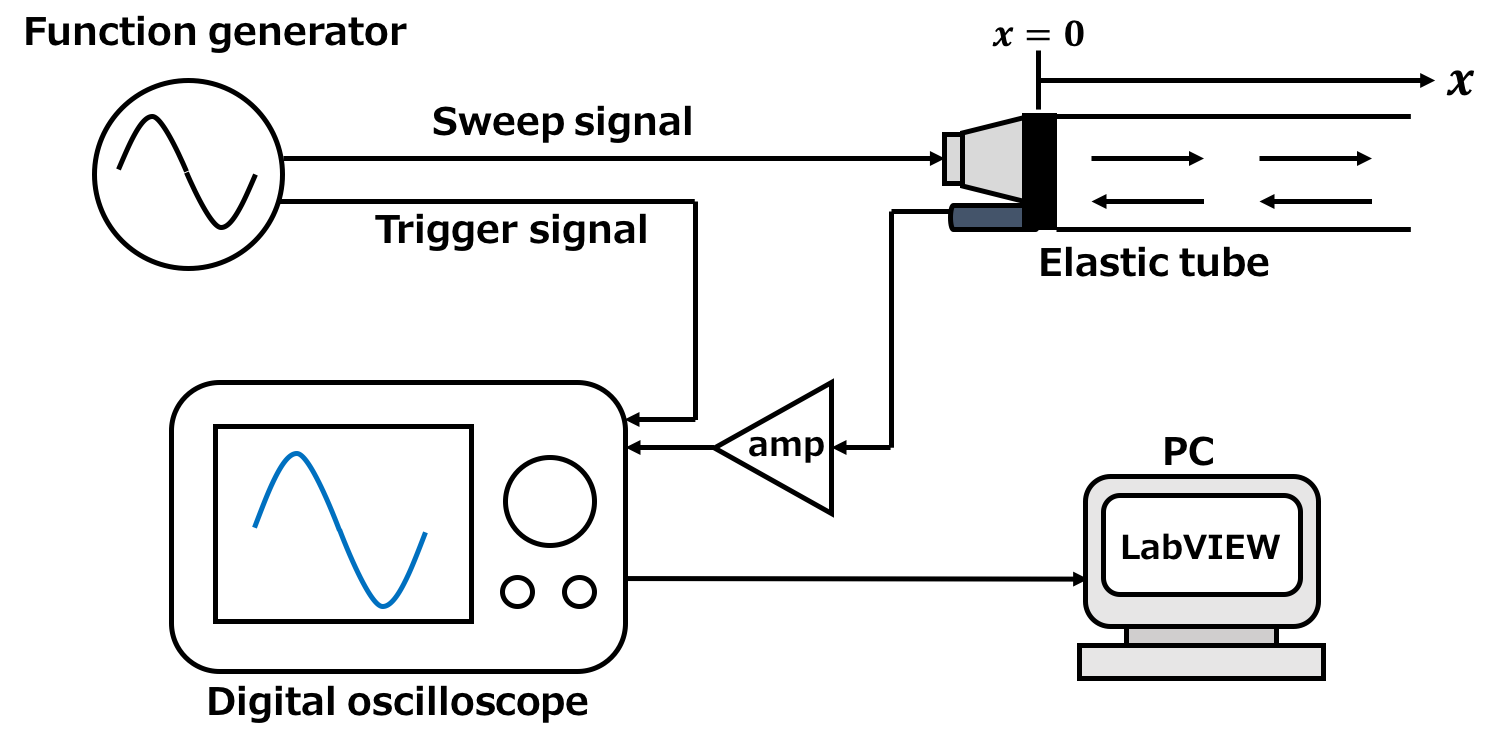 Function generator
x = 0
x
Sweep signal
Trigger signal
Elastic tube
amp
PC
LabVIEW
Digital oscilloscope